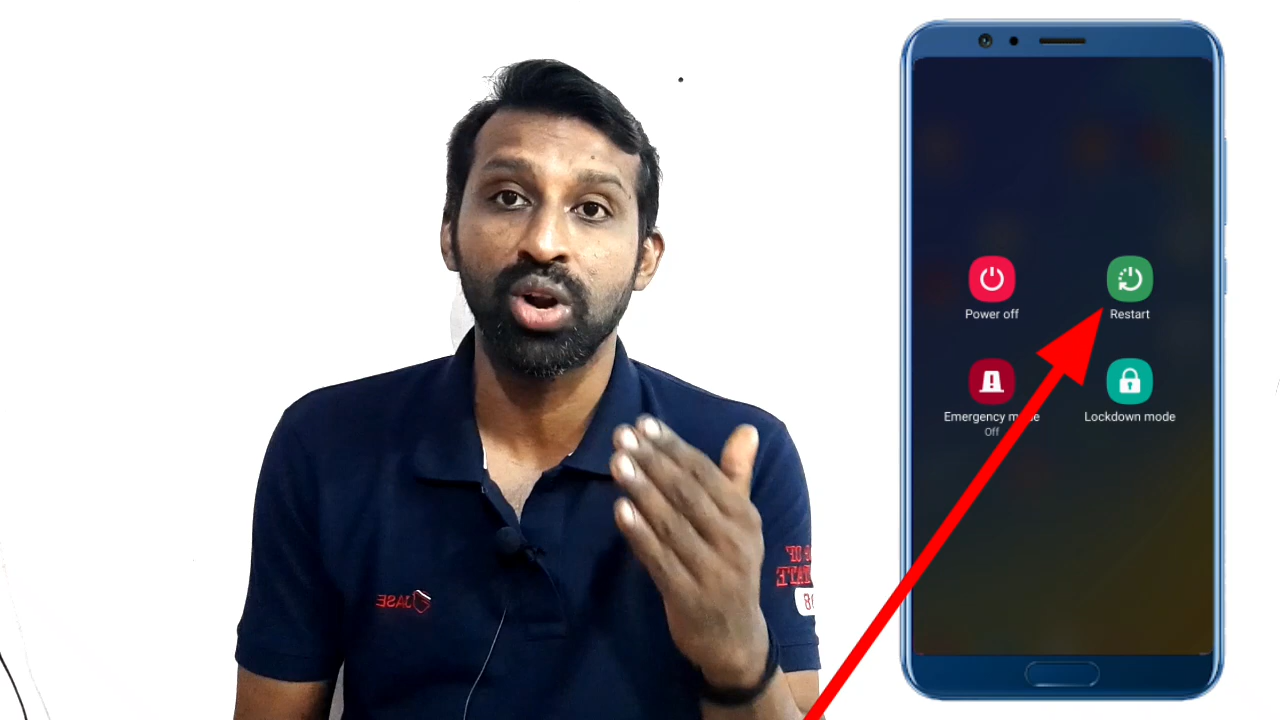 Power off
Restart
Emergency mode
Off
Lockdown mode